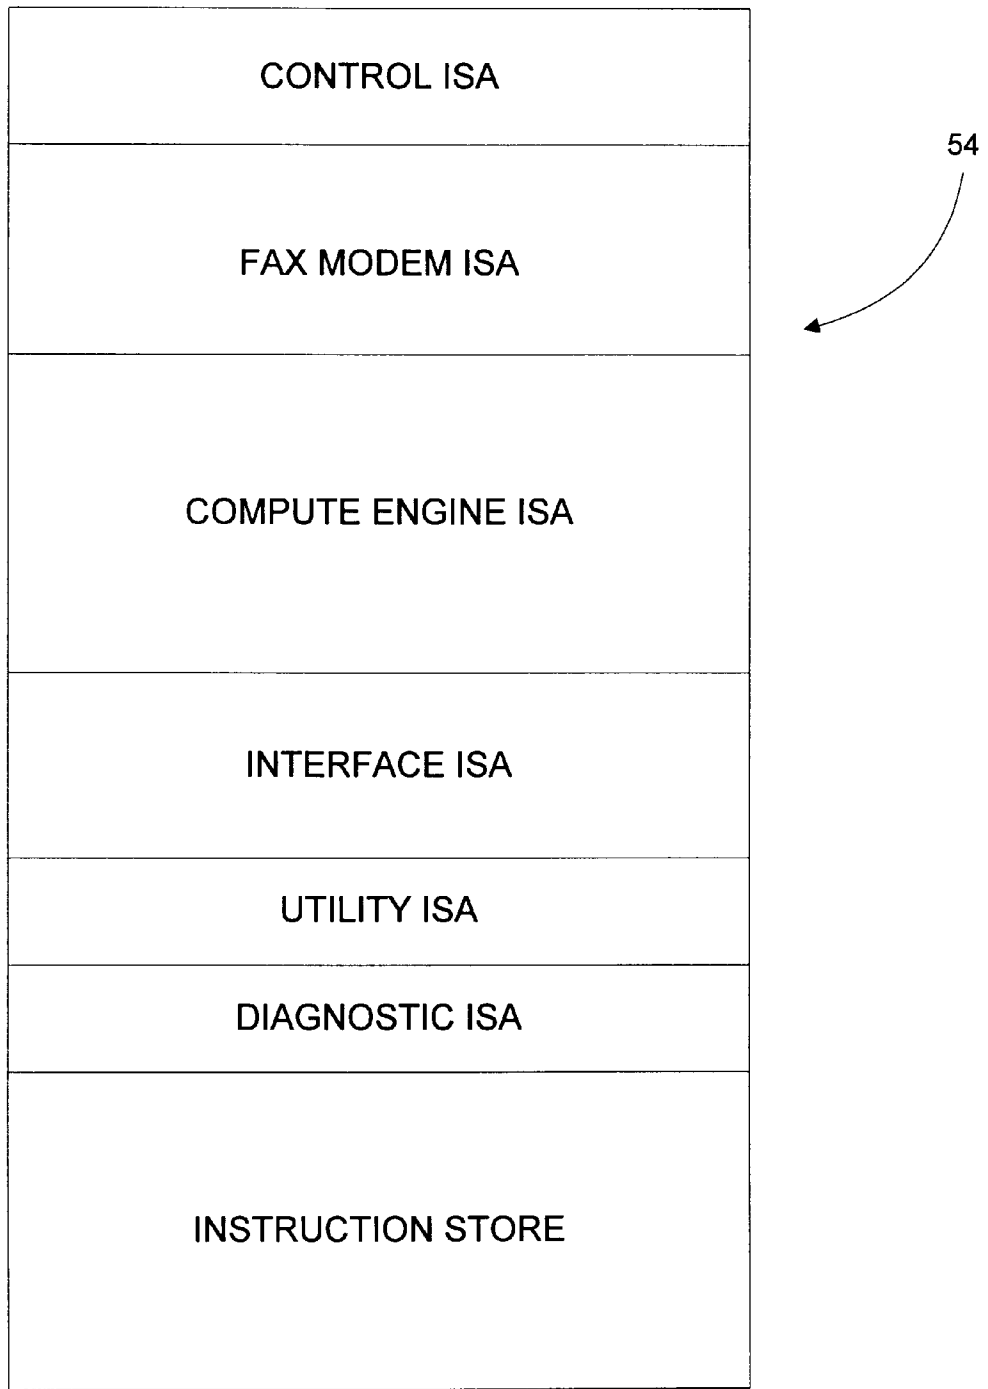 CONTROL ISA
54
FAX MODEM ISA
COMPUTE ENGINE ISA
INTERFACE ISA
UTILITY ISA
DIAGNOSTIC ISA
INSTRUCTION STORE